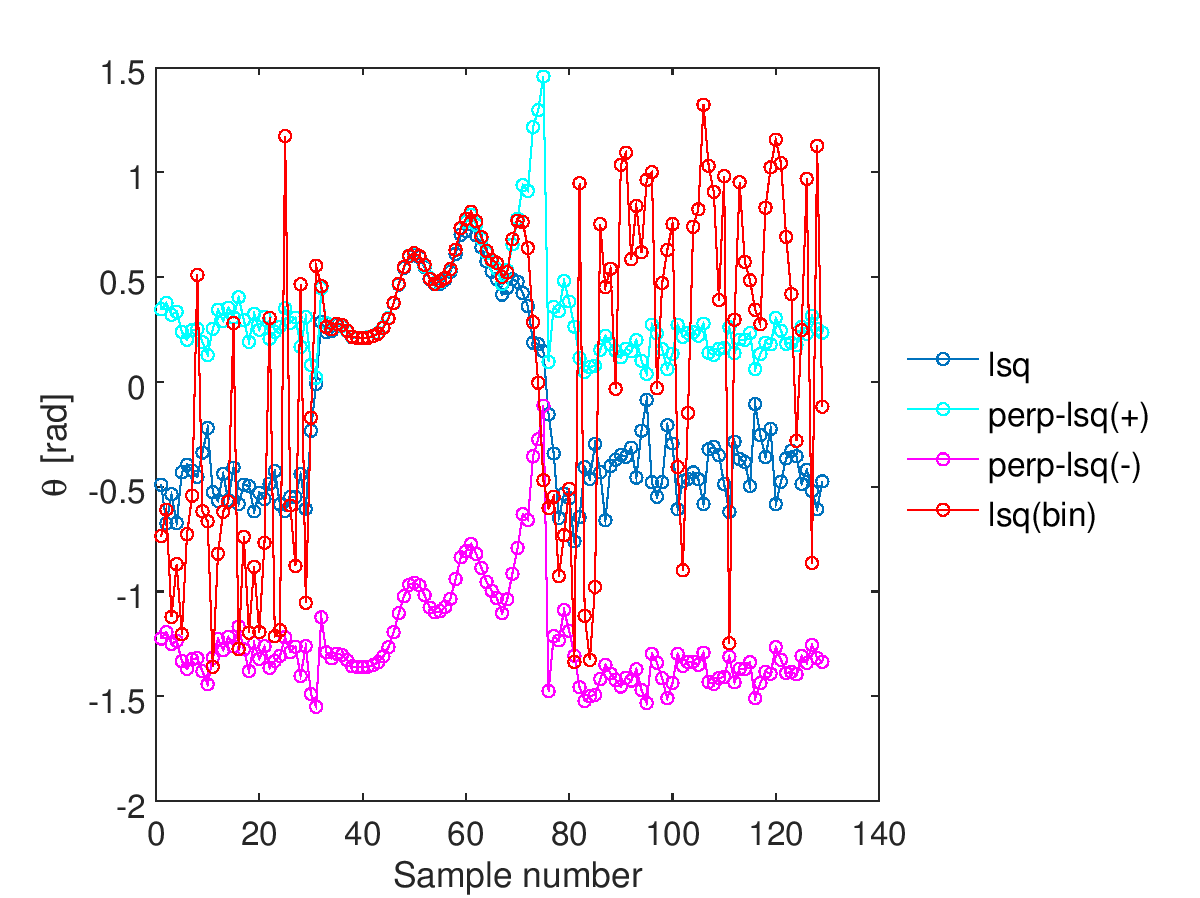 1.5
1
0.5
0
-0.5
-1
-1.5
-2
θ [rad]
0 20 40 60 80 100 120 140
Sample number
lsq
perp-lsq(+)
perp-lsq(-)
lsq(bin)